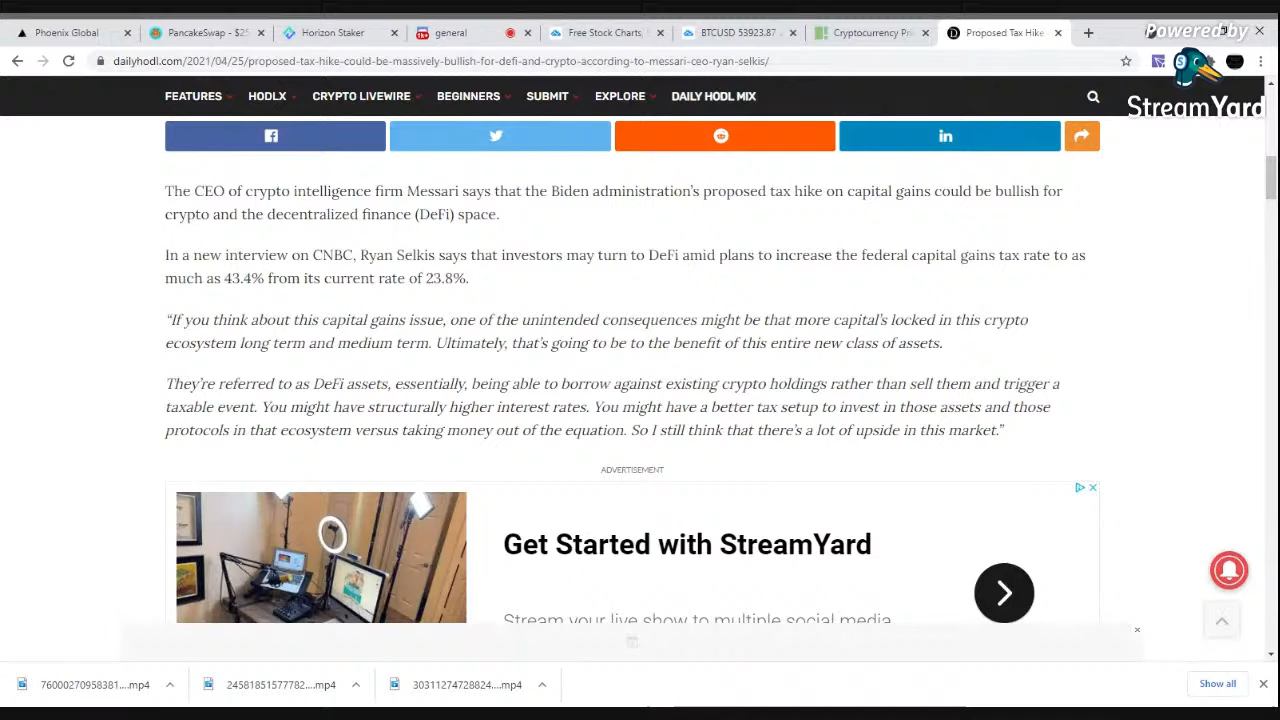 Phoenix Global
PancakeSwap - $25
Horizon Staker
general
Free Stock Charts,
BTCUSD 53923.87
Cryptocurrency Pri
Proposed Tax Hike
Powered by
dailyhodl.com/2021/04/25/proposed-tax-hike-could-be-massively-bullish-for-defi-and-crypto-according-to-messari-ceo-ryan-selkis/
StreamYard
FEATURES HODLX CRYPTO LIVEWIRE BEGINNERS SUBMIT EXPLORE DAILY HODL MIX
The CEO of crypto intelligence firm Messari says that the Biden administration's proposed tax hike on capital gains could be bullish for
crypto and the decentralized finance (DeFi) space.
In a new interview on CNBC, Ryan Selkis says that investors may turn to DeFi amid plans to increase the federal capital gains tax rate to as
much as 43.4% from its current rate of 23.8%.
“If you think about this capital gains issue, one of the unintended consequences might be that more capital's locked in this crypto
ecosystem long term and medium term. Ultimately, that's going to be to the benefit of this entire new class of assets.
They're referred to as DeFi assets, essentially, being able to borrow against existing crypto holdings rather than sell them and trigger a
taxable event. You might have structurally higher interest rates. You might have a better tax setup to invest in those assets and those
protocols in that ecosystem versus taking money out of the equation. So I still think that there's a lot of upside in this market.”
ADVERTISEMENT
Get Started with StreamYard
Stream your live show to multiple social media
76000270958381....mp4
24581851577782....mp4
30311274728824....mp4
Show all